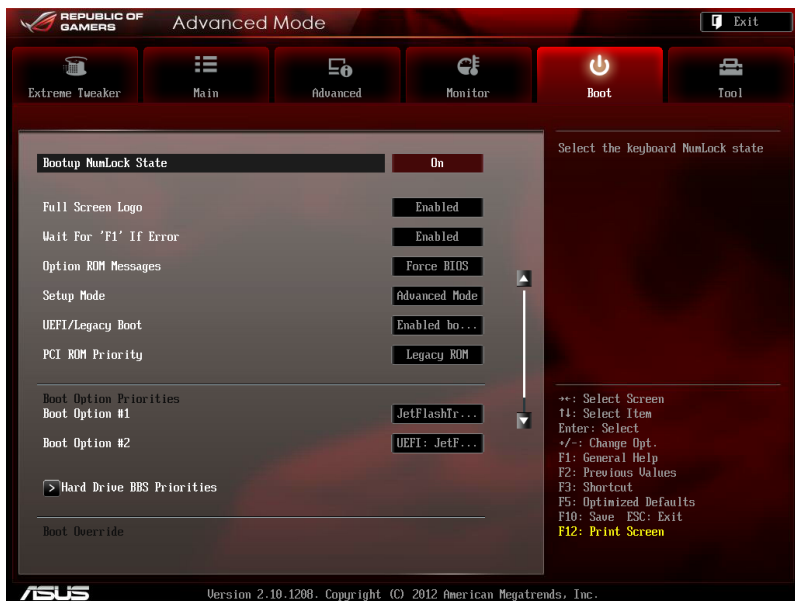 REPUBLIC OF
GAMERS
Advanced Mode
Exit
Extreme Tweaker
Main
Advanced
Monitor
Boot
Tool
Bootup NumLock State On
Select the keyboard NumLock state
Full Screen Logo Enabled
Wait For 'F1' If Error Enabled
Option ROM Messages Force BIOS
Setup Mode Advanced Mode
UEFI/Legacy Boot Enabled bo...
PCI ROM Priority Legacy ROM
Boot Option Priorities
Boot Option #1 JetFlashTr...
Boot Option #2 UEFI: JetF...
> Hard Drive BBS Priorities
Boot Override
→←: Select Screen
↑↓: Select Item
Enter: Select
+/-: Change Opt.
F1: General Help
F2: Previous Values
F3: Shortcut
F5: Optimized Defaults
F10: Save ESC: Exit
F12: Print Screen
ASUS
Version 2.10.1208. Copyright (C) 2012 American Megatrends, Inc.